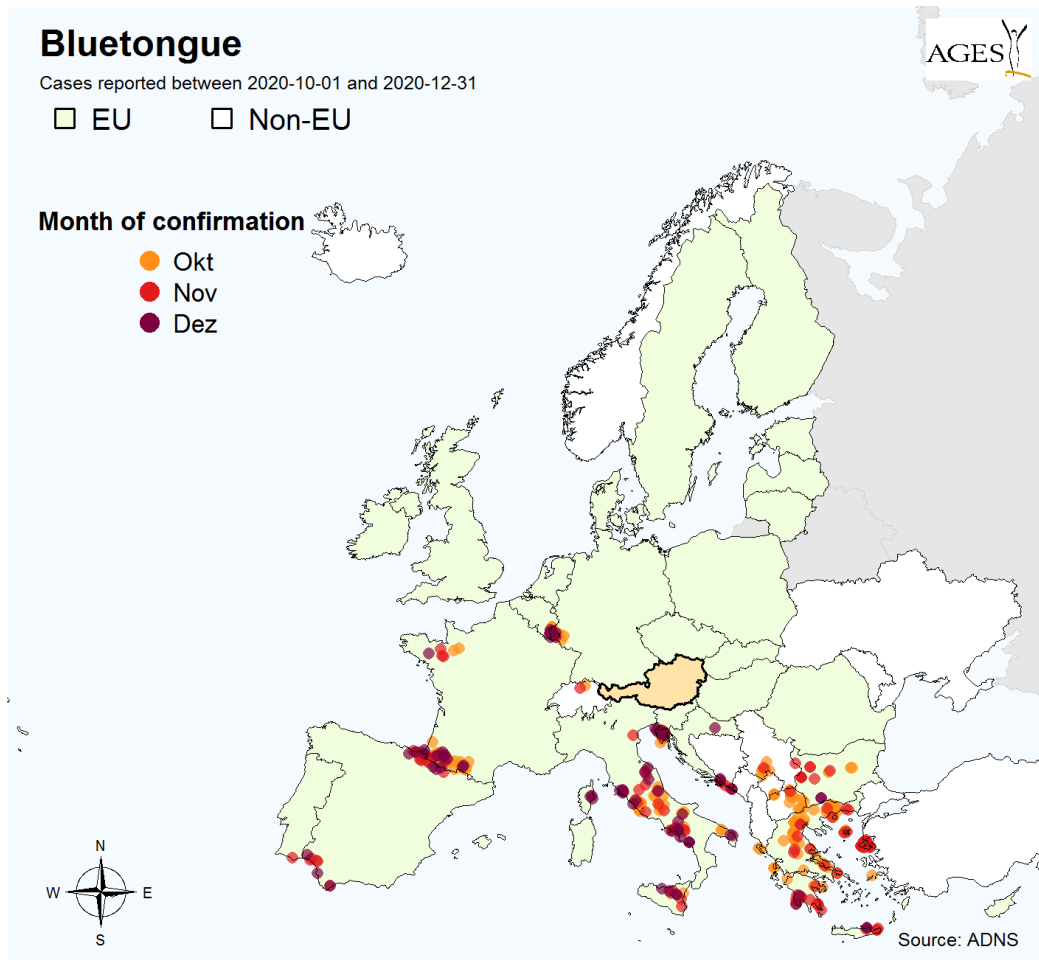 Bluetongue
Cases reported between 2020-10-01 and 2020-12-31
EU Non-EU
AGES
Month of confirmation
Okt
Nov
Dez
N
W E
S
Source: ADNS